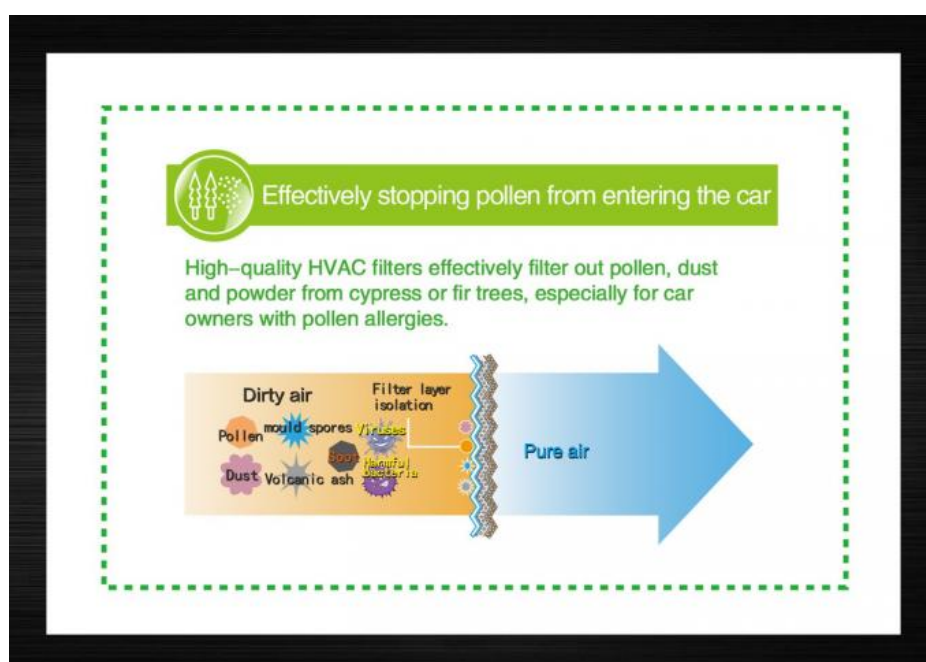 Effectively stopping pollen from entering the car
High-quality HVAC filters effectively filter out pollen, dust
and powder from cypress or fir trees, especially for car
owners with pollen allergies.
Dirty air
Filter layer
isolation
Pollen
mould spores
Viruses
Soot
Harmful
bacteria
Dust
Volcanic ash
Pure air